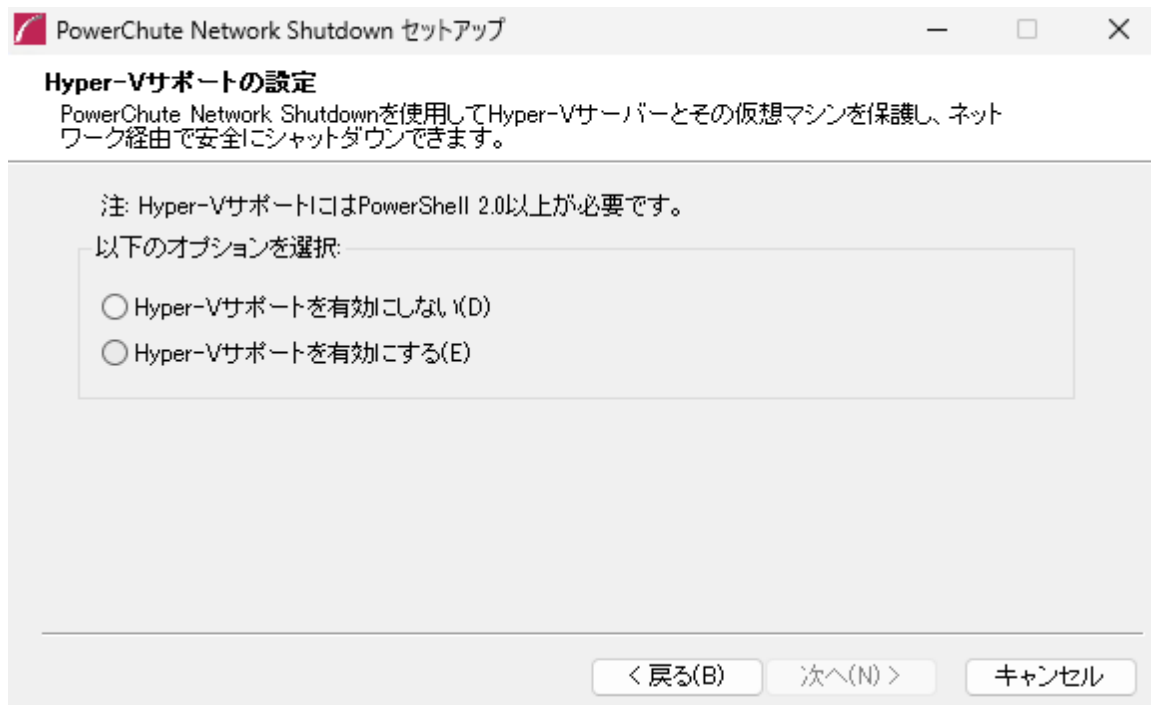 PowerChute Network Shutdown セットアップ
Hyper-Vサポートの設定
PowerChute Network Shutdownを使用してHyper-Vサーバーとその仮想マシンを保護し、ネット
ワーク経由で安全にシャットダウンできます。
注: Hyper-VサポートにはPowerShell 2.0以上が必要です。
以下のオプションを選択:
Hyper-Vサポートを有効にしない(D)
Hyper-Vサポートを有効にする(E)
< 戻る(B) 次へ(N) > キャンセル